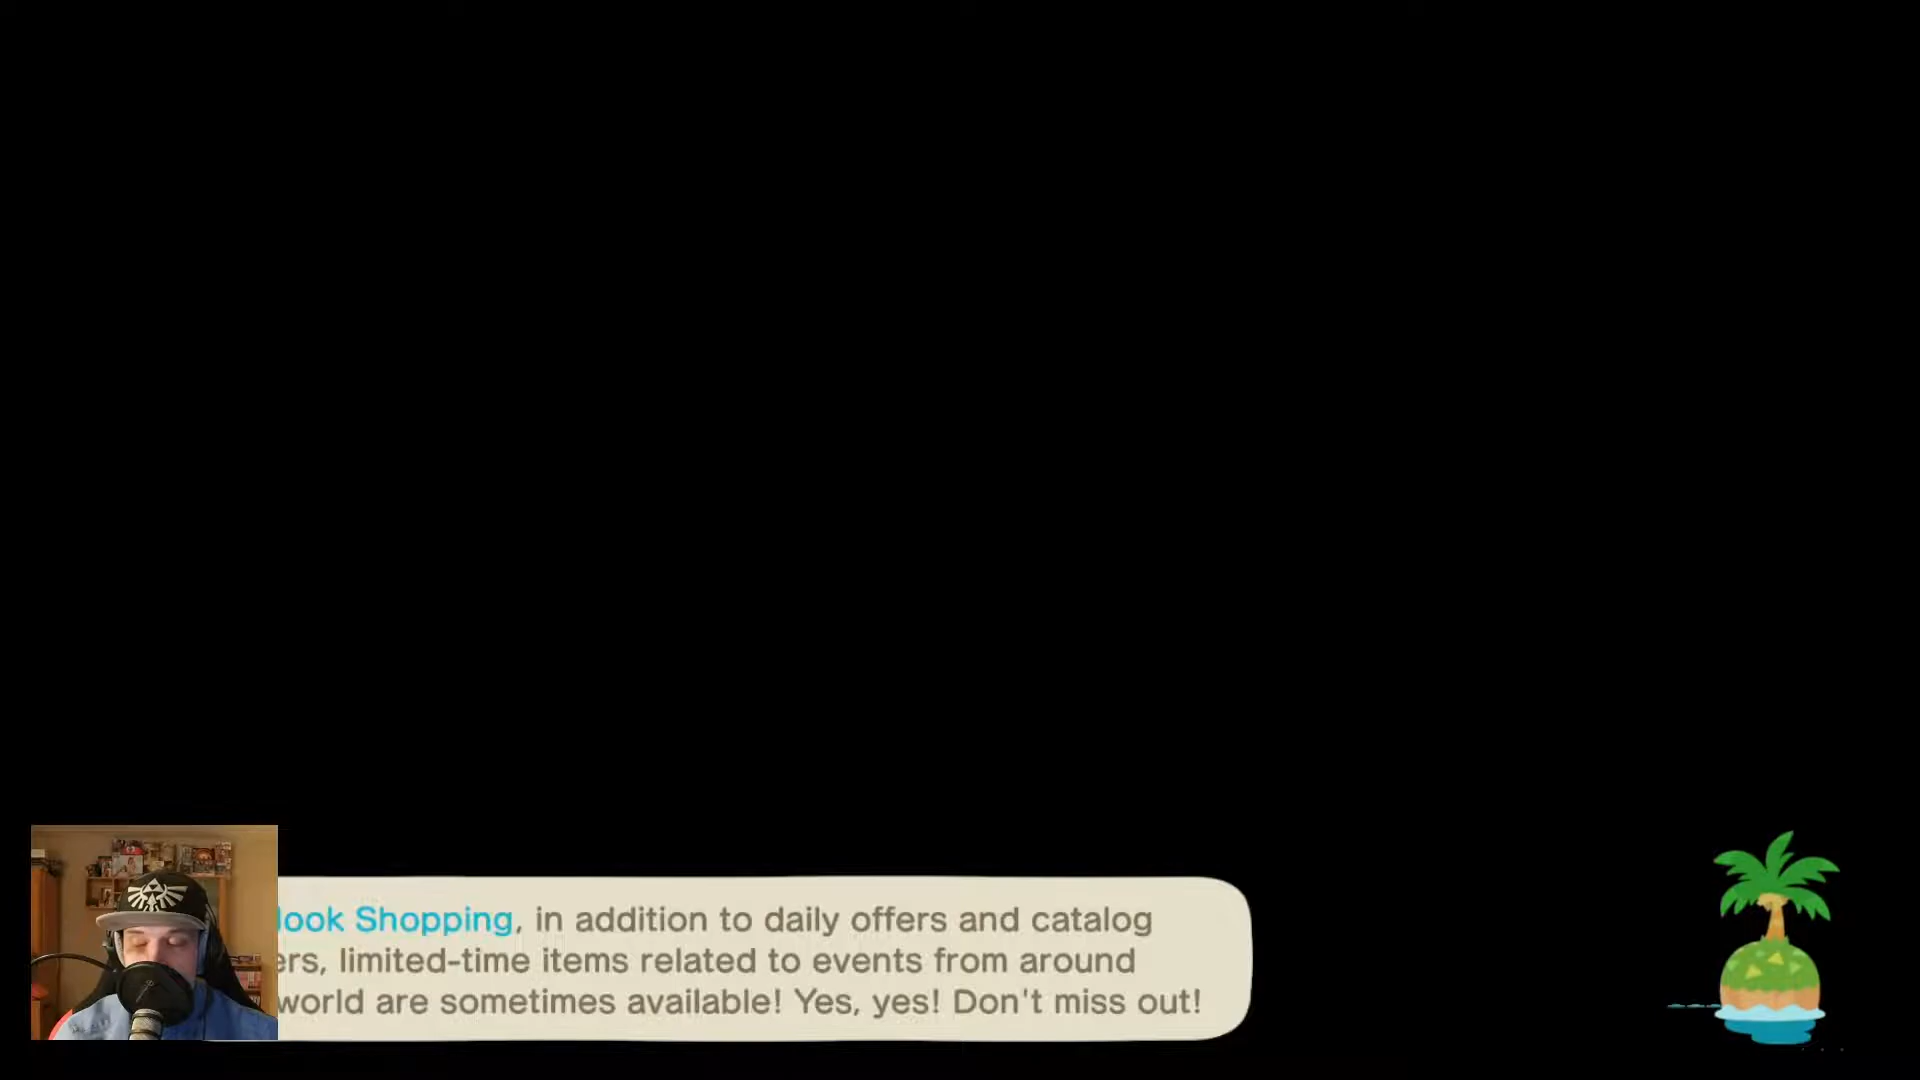 Nook Shopping, in addition to daily offers and catalog
ers, limited-time items related to events from around
world are sometimes available! Yes, yes! Don't miss out!